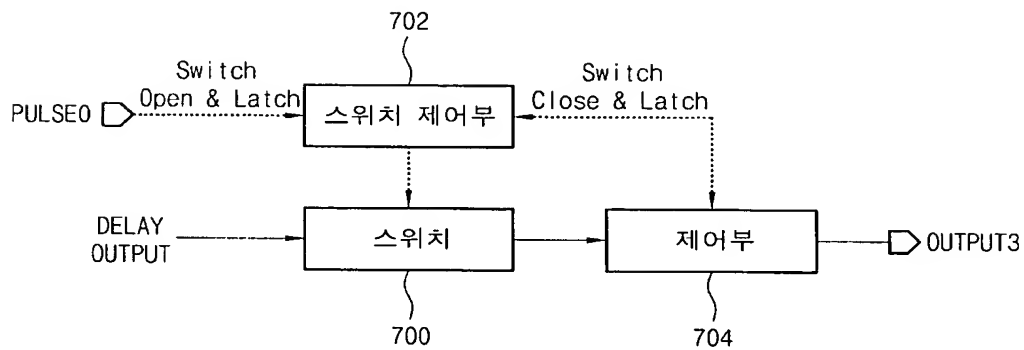 702
Switch
Open & Latch
Switch
Close & Latch
PULSE0
스위치 제어부
DELAY
OUTPUT
스위치
제어부
OUTPUT3
700
704